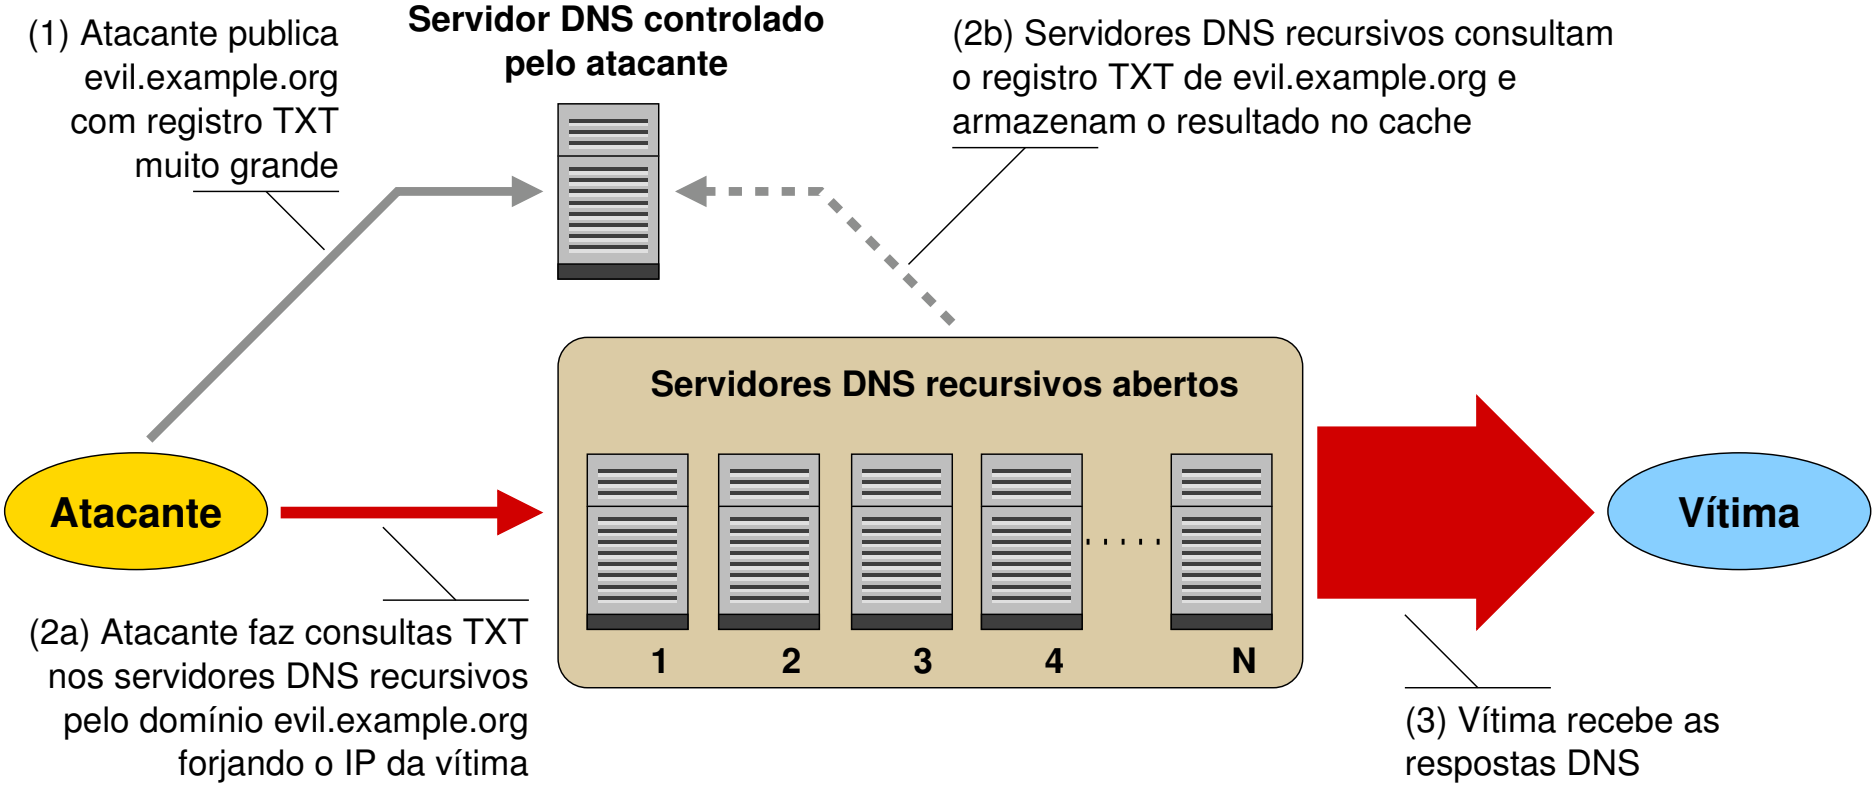 (1) Atacante publica
evil.example.org
com registro TXT
muito grande
Servidor DNS controlado
pelo atacante
(2b) Servidores DNS recursivos consultam
o registro TXT de evil.example.org e
armazenam o resultado no cache
Servidores DNS recursivos abertos
Atacante
Vítima
1 2 3 4 N
(2a) Atacante faz consultas TXT
nos servidores DNS recursivos
pelo domínio evil.example.org
forjando o IP da vítima
(3) Vítima recebe as
respostas DNS